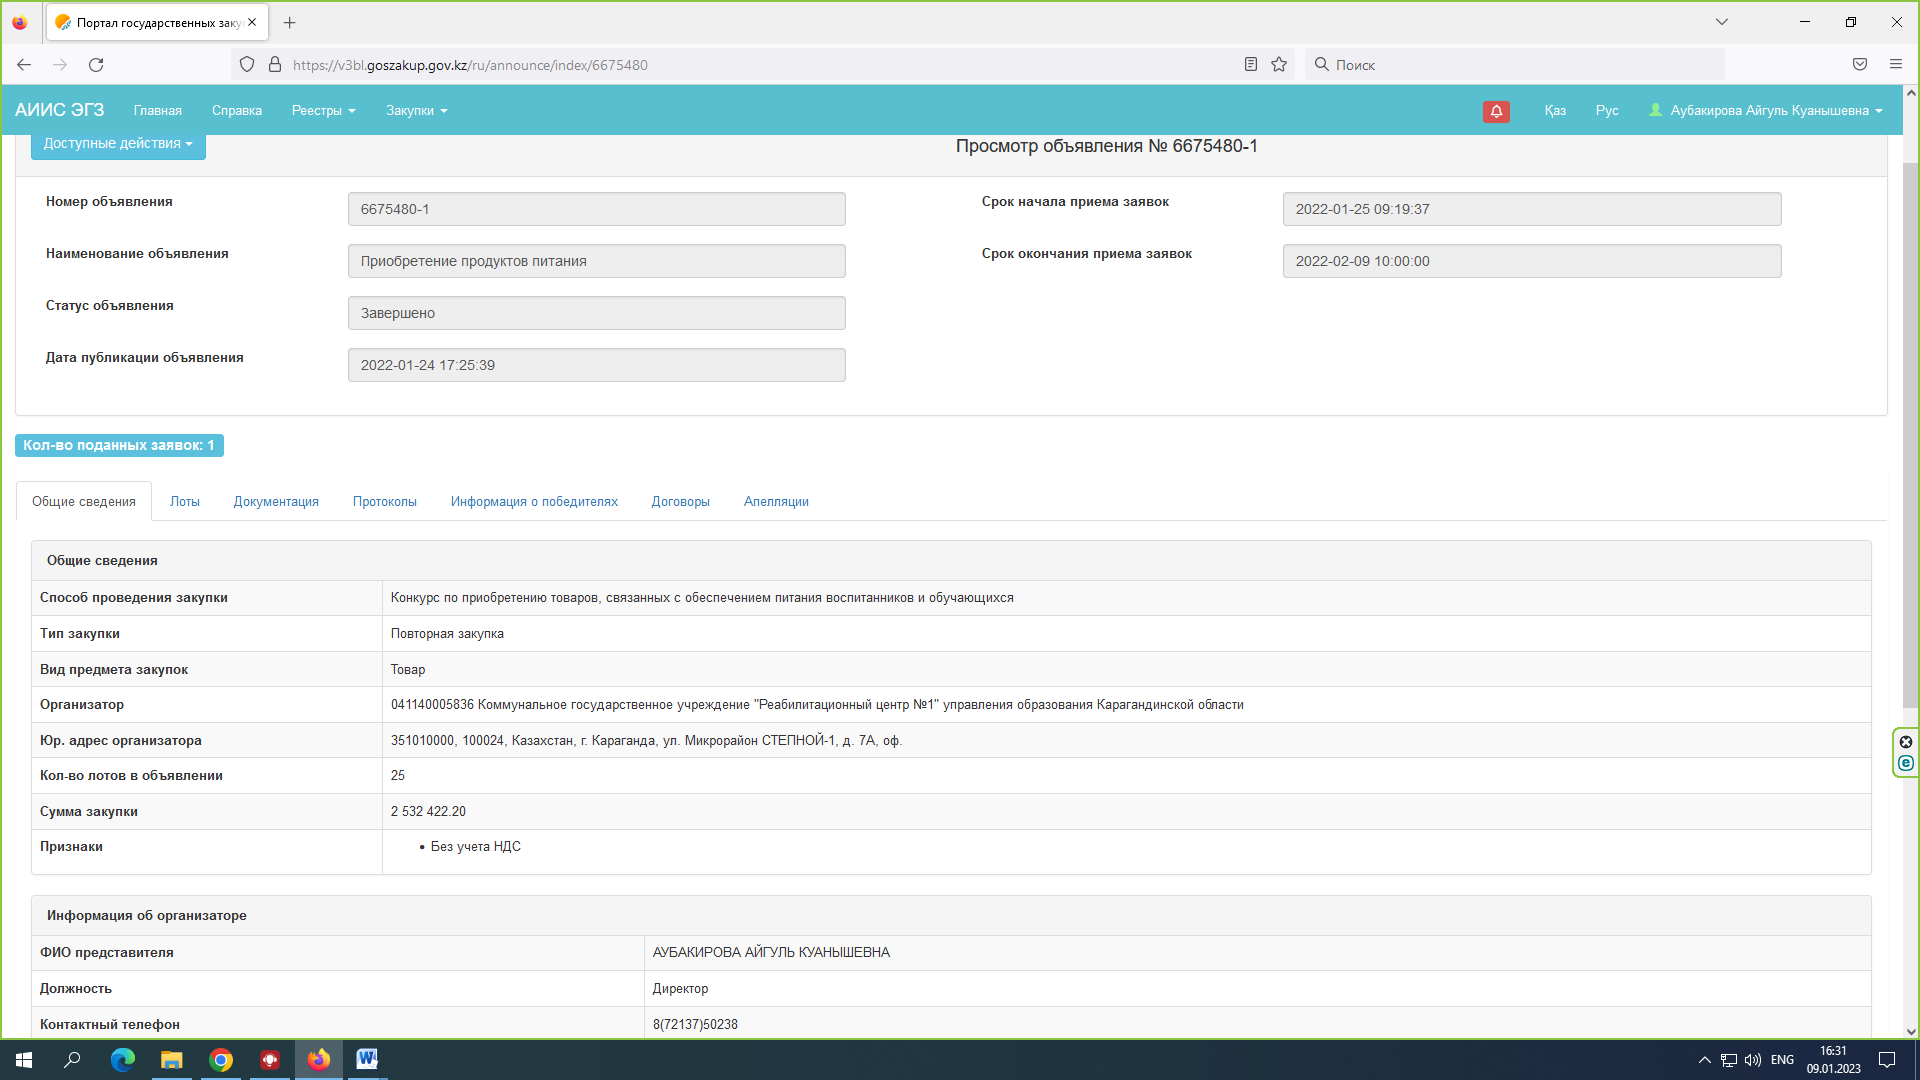 Портал государственных заку
https://v3bl.goszakup.gov.kz/ru/announce/index/6675480
Поиск
АИИС ЭГЗ
Главная
Справка
Реестры
Закупки
Қаз
Рус
Аубакирова Айгуль Куанышевна
Доступные действия
Просмотр объявления № 6675480-1
Номер объявления
6675480-1
Срок начала приема заявок
2022-01-25 09:19:37
Наименование объявления
Приобретение продуктов питания
Срок окончания приема заявок
2022-02-09 10:00:00
Статус объявления
Завершено
Дата публикации объявления
2022-01-24 17:25:39
Кол-во поданных заявок: 1
Общие сведения
Лоты
Документация
Протоколы
Информация о победителях
Договоры
Апелляции
Общие сведения
Способ проведения закупки
Конкурс по приобретению товаров, связанных с обеспечением питания воспитанников и обучающихся
Тип закупки
Повторная закупка
Вид предмета закупок
Товар
Организатор
041140005836 Коммунальное государственное учреждение "Реабилитационный центр №1" управления образования Карагандинской области
Юр. адрес организатора
351010000, 100024, Казахстан, г. Караганда, ул. Микрорайон СТЕПНОЙ-1, д. 7А, оф.
Кол-во лотов в объявлении
25
Сумма закупки
2 532 422.20
Признаки
• Без учета НДС
Информация об организаторе
ФИО представителя
АУБАКИРОВА АЙГУЛЬ КУАНЫШЕВНА
Должность
Директор
Контактный телефон
8(72137)50238
ENG
16:31
09.01.2023